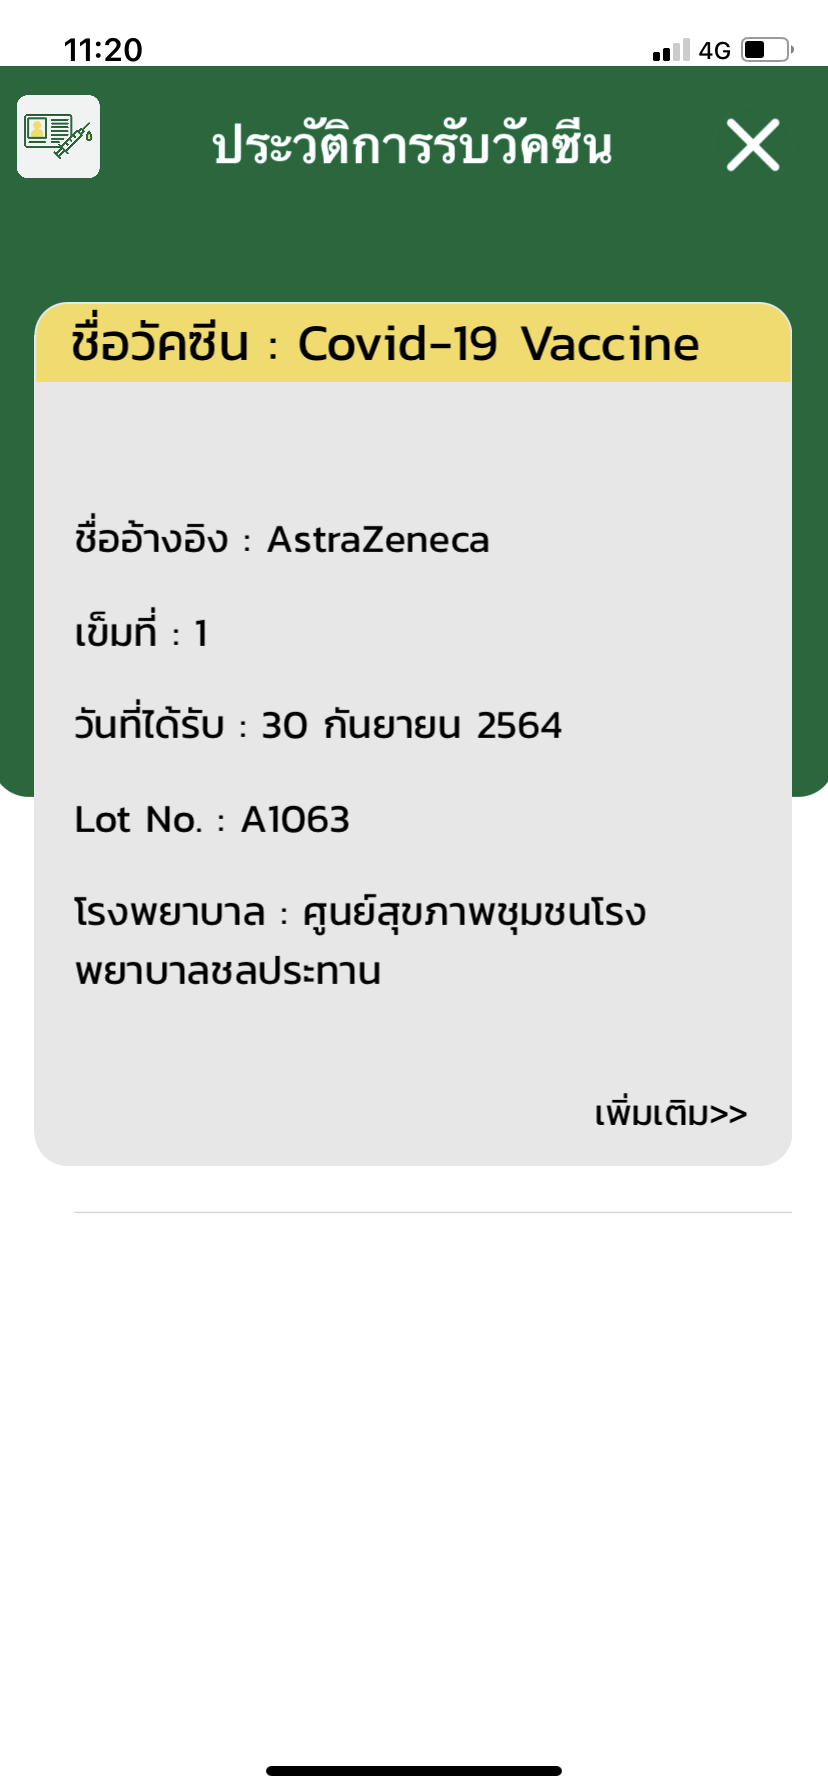 11:20
4G
ประวัติการรับวัคซีน
ชื่อวัคซีน : Covid-19 Vaccine
ชื่ออ้างอิง : AstraZeneca
เข็มที่ : 1
วันที่ได้รับ : 30 กันยายน 2564
Lot No. : A1063
โรงพยาบาล : ศูนย์สุขภาพชุมชนโรง
พยาบาลชลประทาน
เพิ่มเติม>>